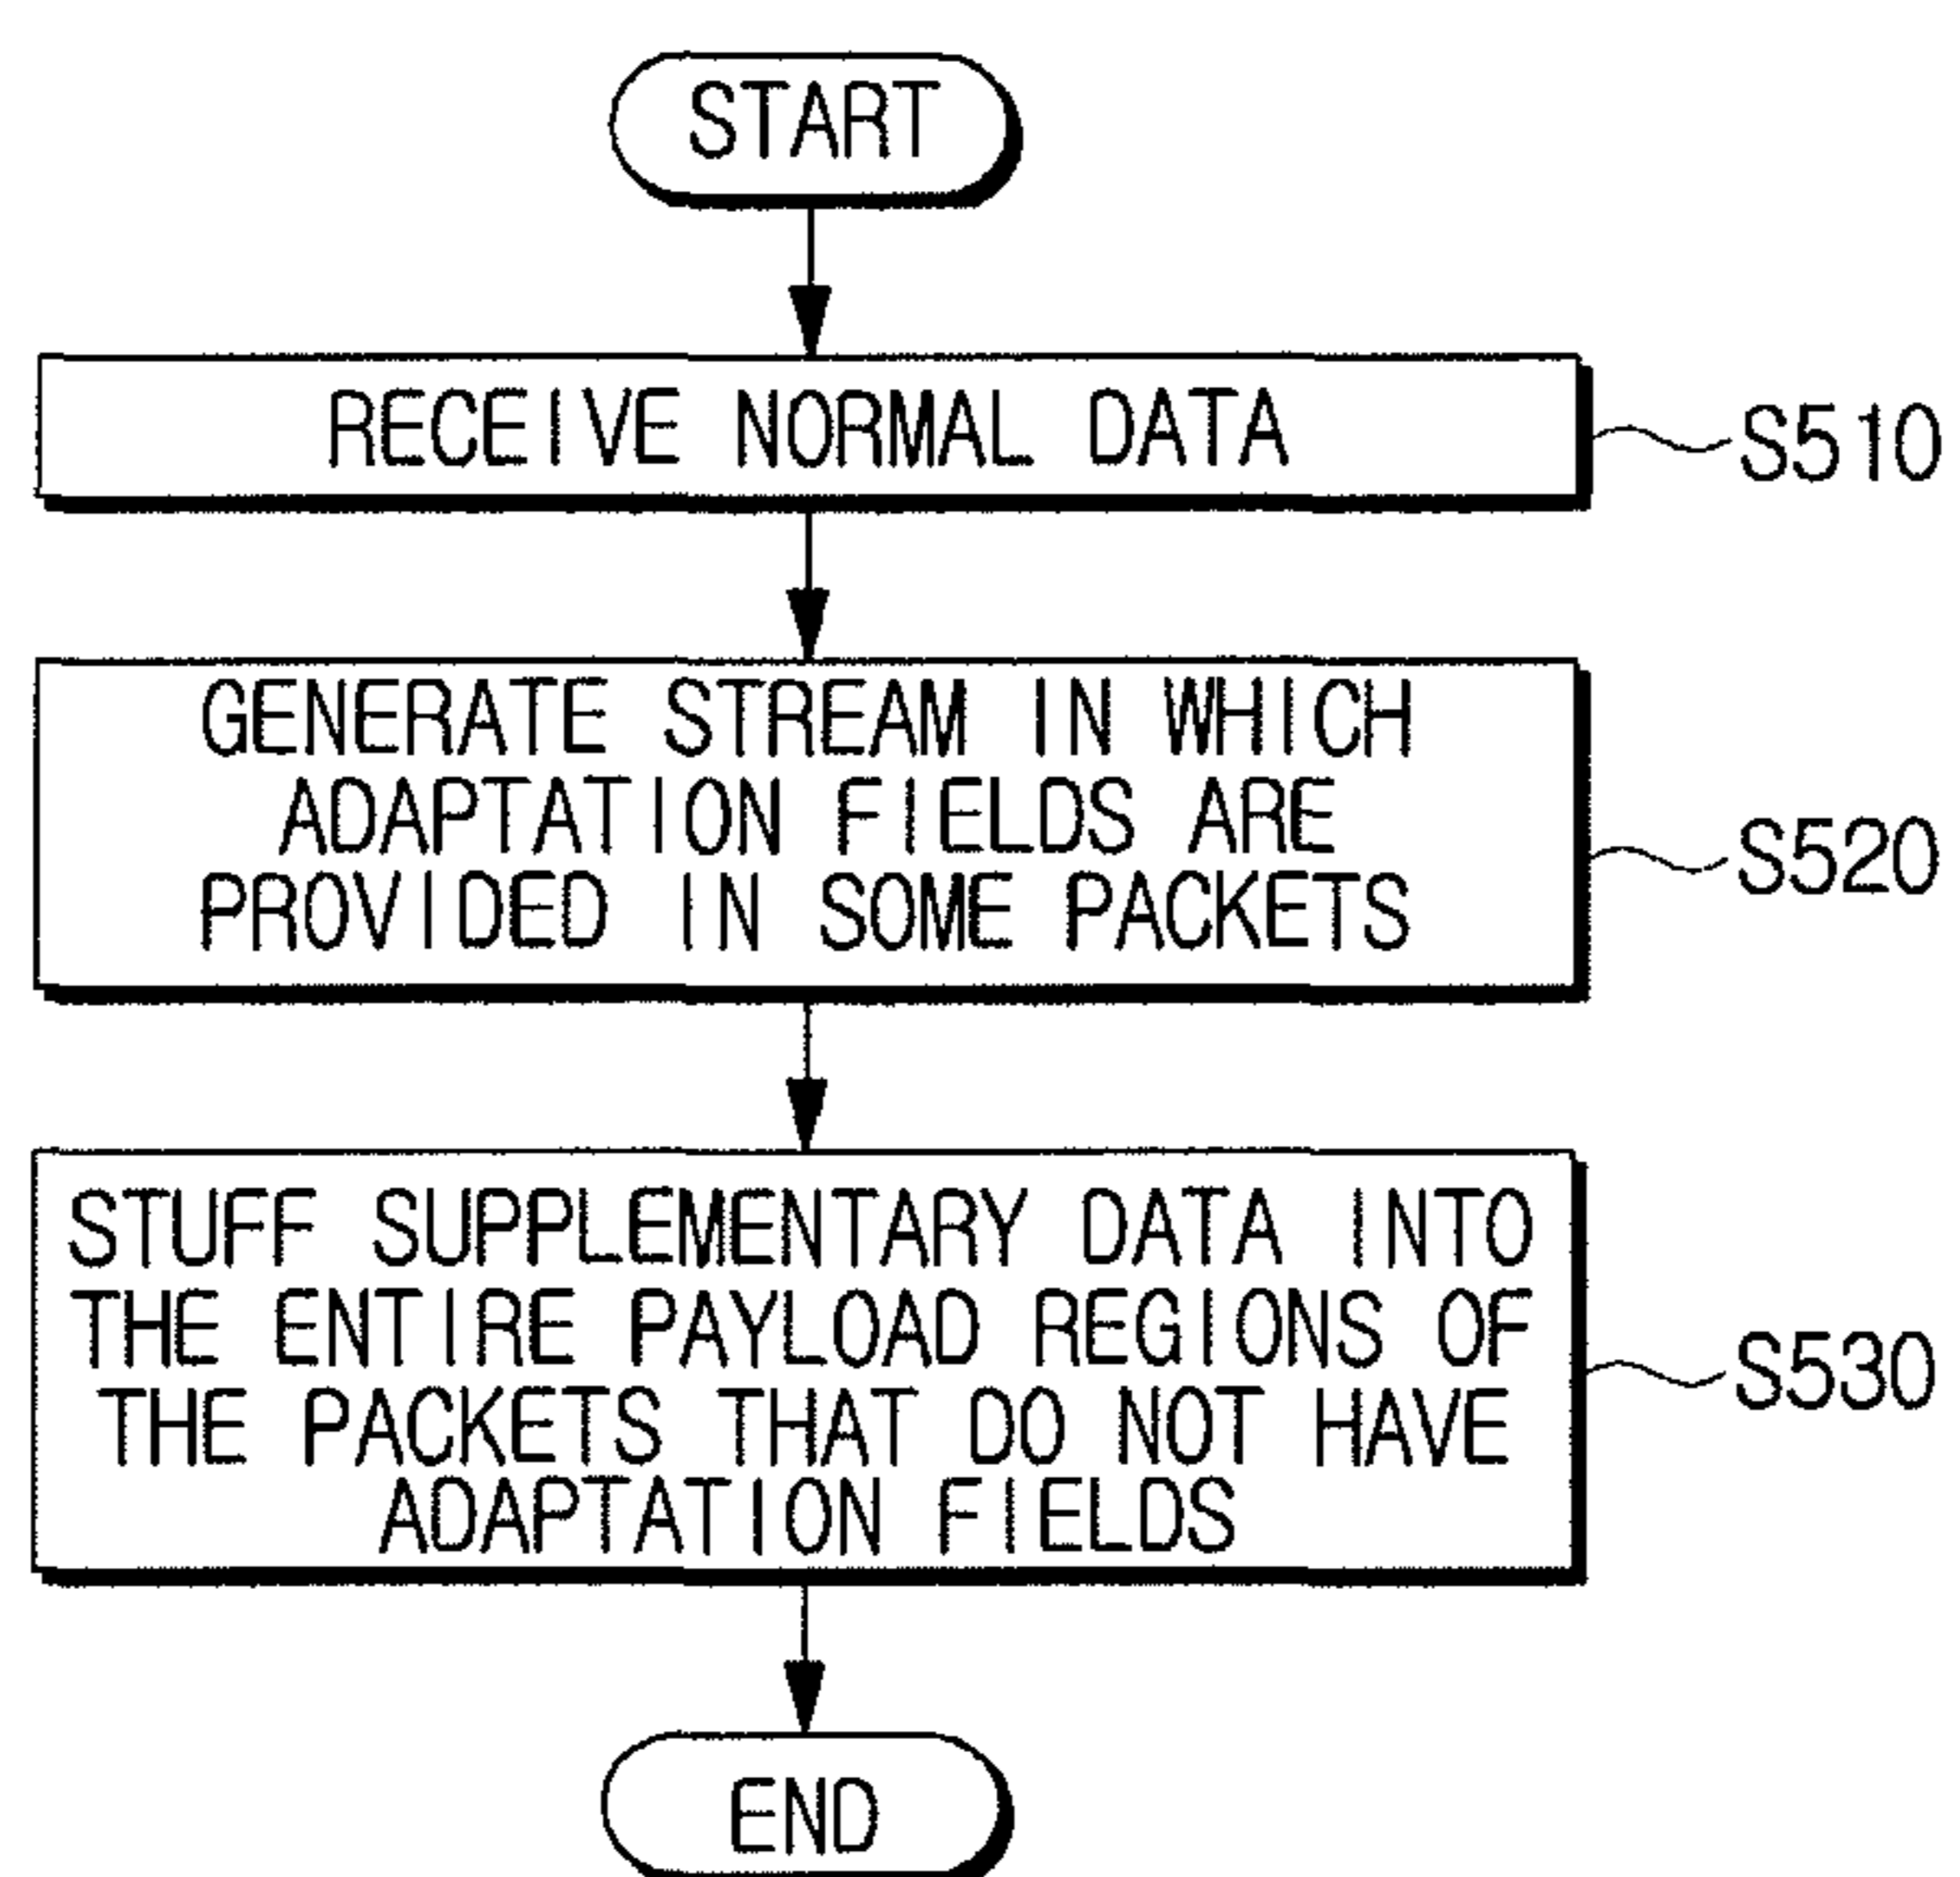 START
RECEIVE NORMAL DATA
S510
GENERATE STREAM IN WHICH
ADAPTATION FIELDS ARE
PROVIDED IN SOME PACKETS
S520
STUFF SUPPLEMENTARY DATA INTO
THE ENTIRE PAYLOAD REGIONS OF
THE PACKETS THAT DO NOT HAVE
ADAPTATION FIELDS
S530
END